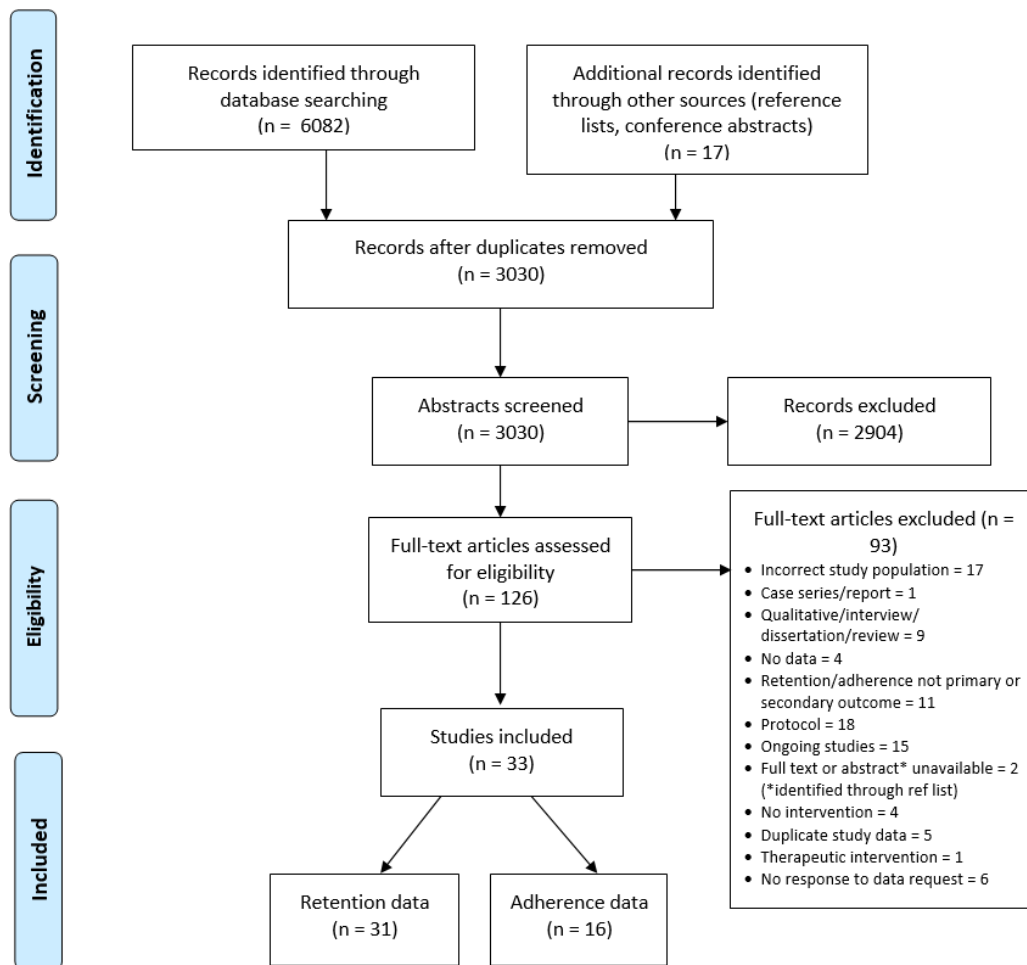 Identification
Records identified through
database searching
(n = 6082)
Additional records identified
through other sources (reference
lists, conference abstracts)
(n = 17)
Records after duplicates removed
(n = 3030)
Screening
Abstracts screened
(n = 3030)
Records excluded
(n = 2904)
Eligibility
Full-text articles assessed
for eligibility
(n = 126)
Full-text articles excluded (n =
93)
• Incorrect study population = 17
• Case series/report = 1
• Qualitative/interview/
dissertation/review = 9
• No data = 4
• Retention/adherence not primary or
secondary outcome = 11
• Protocol = 18
• Ongoing studies = 15
• Full text or abstract* unavailable = 2
(*identified through ref list)
• No intervention = 4
• Duplicate study data = 5
• Therapeutic intervention = 1
• No response to data request = 6
Studies included
(n = 33)
Included
Retention data
(n = 31)
Adherence data
(n = 16)